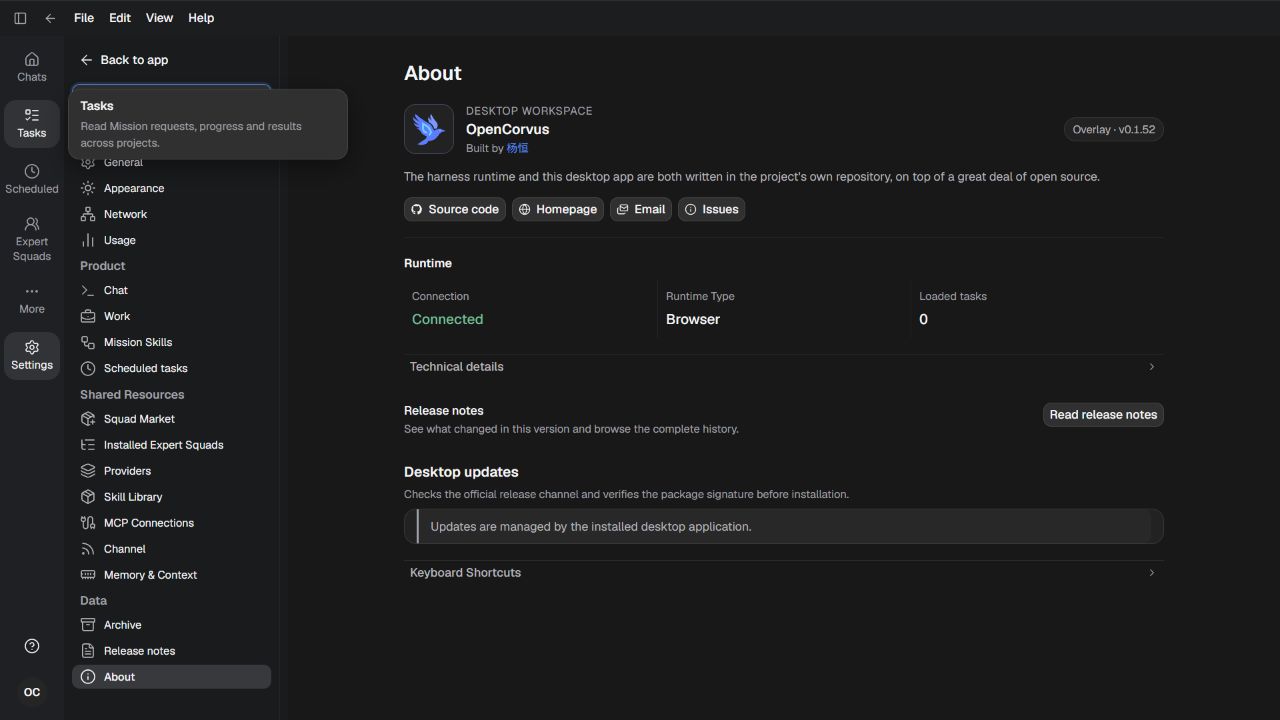 File Edit View Help
Chats
Tasks
Scheduled
Expert
Squads
More
Settings
OC
Back to app
Tasks
Read Mission requests, progress and results
across projects.
General
Appearance
Network
Usage
Product
Chat
Work
Mission Skills
Scheduled tasks
Shared Resources
Squad Market
Installed Expert Squads
Providers
Skill Library
MCP Connections
Channel
Memory & Context
Data
Archive
Release notes
About
About
DESKTOP WORKSPACE
OpenCorvus
Built by 杨恒
Overlay · v0.1.52
The harness runtime and this desktop app are both written in the project's own repository, on top of a great deal of open source.
Source code Homepage Email Issues
Runtime
Connection Runtime Type Loaded tasks
Connected Browser 0
Technical details
Release notes
See what changed in this version and browse the complete history.
Read release notes
Desktop updates
Checks the official release channel and verifies the package signature before installation.
Updates are managed by the installed desktop application.
Keyboard Shortcuts